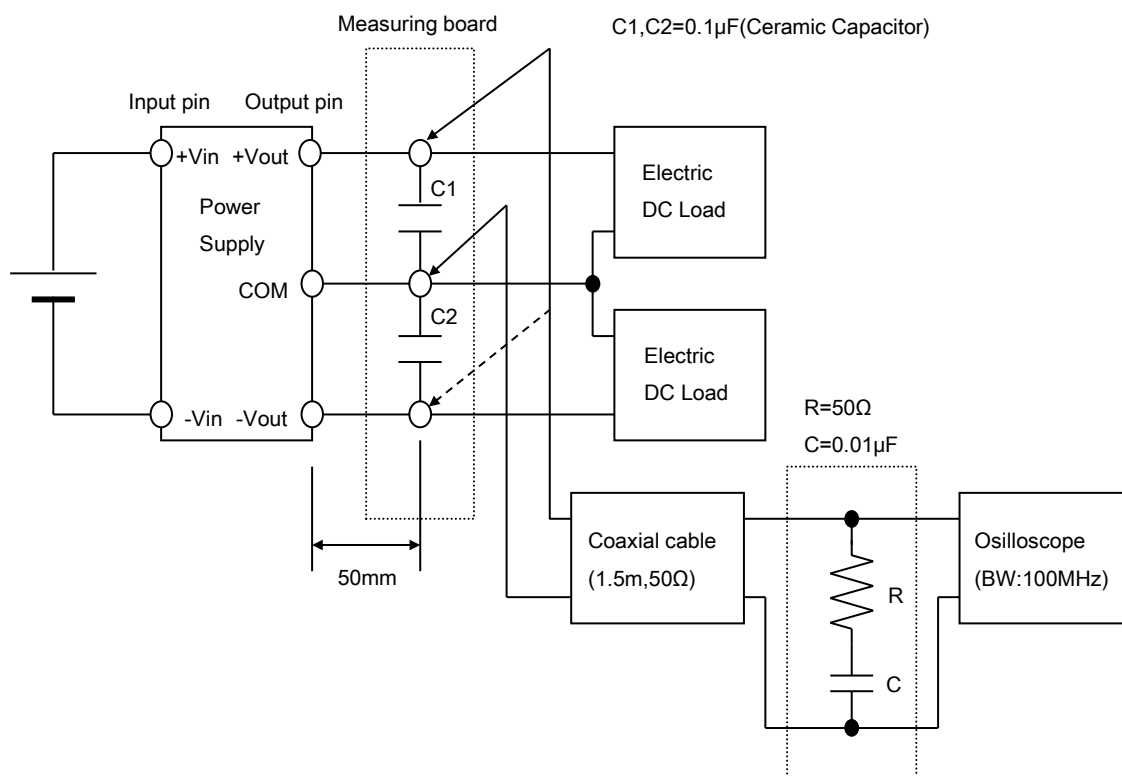 Measuring board
C1,C2=0.1µF(Ceramic Capacitor)
Input pin
Output pin
+Vin
+Vout
Power
Supply
COM
-Vin
-Vout
C1
C2
Electric
DC Load
Electric
DC Load
50mm
R=50Ω
C=0.01µF
Coaxial cable
(1.5m,50Ω)
R
C
Osilloscope
(BW:100MHz)